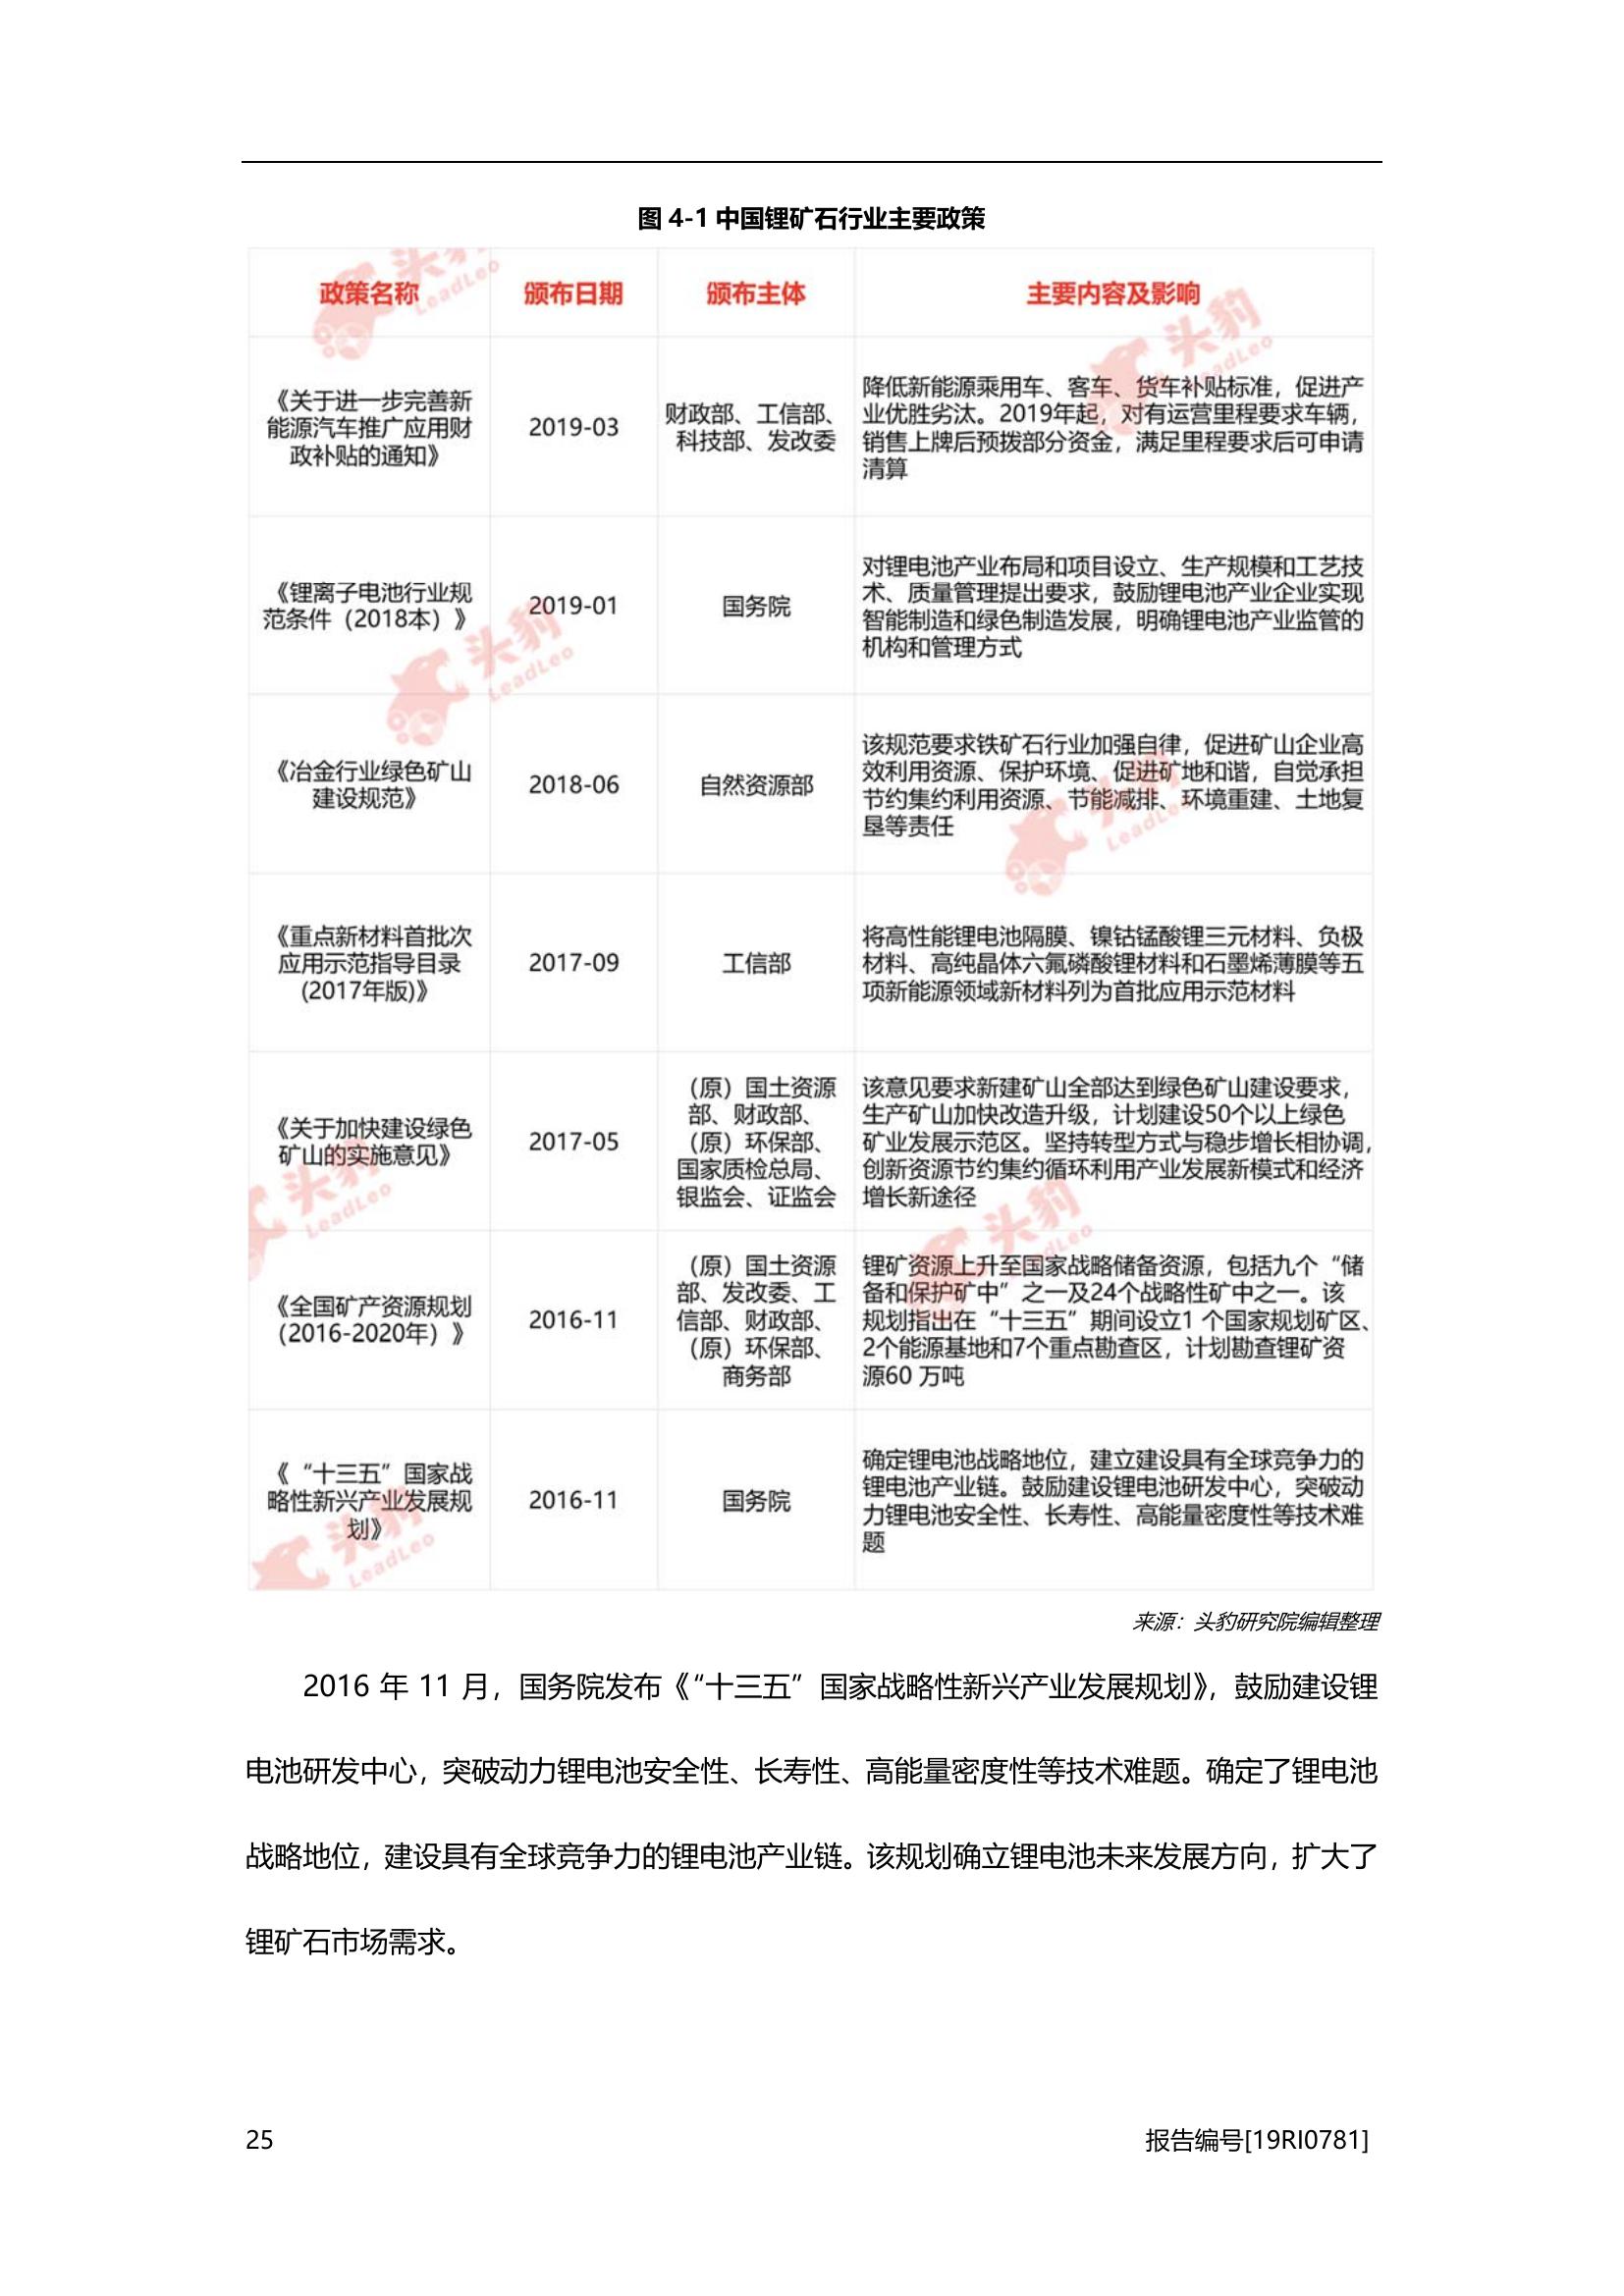 图 4-1 中国锂矿石行业主要政策
政策名称
颁布日期
颁布主体
主要内容及影响
《关于进一步完善新
能源汽车推广应用财
政补贴的通知》
2019-03
财政部、工信部、
科技部、发改委
降低新能源乘用车、客车、货车补贴标准，促进产
业优胜劣汰。2019年起，对有运营里程要求车辆，
销售上牌后预拨部分资金，满足里程要求后可申请
清算
《锂离子电池行业规
范条件（2018本）》
2019-01
国务院
对锂电池产业布局和项目设立、生产规模和工艺技
术、质量管理提出要求，鼓励锂电池产业企业实现
智能制造和绿色制造发展，明确锂电池产业监管的
机构和管理方式
《冶金行业绿色矿山
建设规范》
2018-06
自然资源部
该规范要求铁矿石行业加强自律，促进矿山企业高
效利用资源、保护环境、促进矿地和谐，自觉承担
节约集约利用资源、节能减排、环境重建、土地复
垦等责任
《重点新材料首批次
应用示范指导目录
(2017年版)》
2017-09
工信部
将高性能锂电池隔膜、镍钴锰酸锂三元材料、负极
材料、高纯晶体六氟磷酸锂材料和石墨烯薄膜等五
项新能源领域新材料列为首批应用示范材料
《关于加快建设绿色
矿山的实施意见》
2017-05
（原）国土资源
部、财政部、
（原）环保部、
国家质检总局、
银监会、证监会
该意见要求新建矿山全部达到绿色矿山建设要求，
生产矿山加快改造升级，计划建设50个以上绿色
矿业发展示范区。坚持转型方式与稳步增长相协调，
创新资源节约集约循环利用产业发展新模式和经济
增长新途径
《全国矿产资源规划
（2016-2020年）》
2016-11
（原）国土资源
部、发改委、工
信部、财政部、
（原）环保部、
商务部
锂矿资源上升至国家战略储备资源，包括九个“储
备和保护矿中”之一及24个战略性矿中之一。该
规划指出在“十三五”期间设立1 个国家规划矿区、
2个能源基地和7个重点勘查区，计划勘查锂矿资
源60 万吨
《“十三五”国家战
略性新兴产业发展规
划》
2016-11
国务院
确定锂电池战略地位，建立建设具有全球竞争力的
锂电池产业链。鼓励建设锂电池研发中心，突破动
力锂电池安全性、长寿性、高能量密度性等技术难
题
来源：头豹研究院编辑整理
2016 年 11 月，国务院发布《“十三五”国家战略性新兴产业发展规划》，鼓励建设锂
电池研发中心，突破动力锂电池安全性、长寿性、高能量密度性等技术难题。确定了锂电池
战略地位，建设具有全球竞争力的锂电池产业链。该规划确立锂电池未来发展方向，扩大了
锂矿石市场需求。
25
报告编号[19RI0781]
头豹
LeadLeo
头豹
LeadLeo
头豹
LeadLeo
头豹
LeadLeo
头豹
LeadLeo
头豹
LeadLeo
头豹
LeadLeo